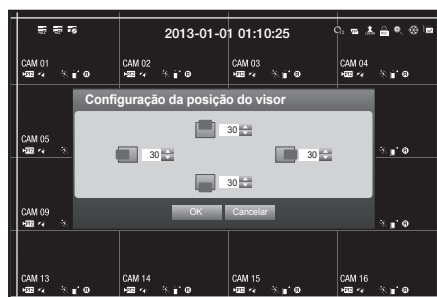 2013-01-01 01:10:25
CAM 01 CAM 02 CAM 03 CAM 04
Configuração da posição do visor
30
CAM 05
30 30
30
CAM 09
OK Cancelar
CAM 13 CAM 14 CAM 15 CAM 16